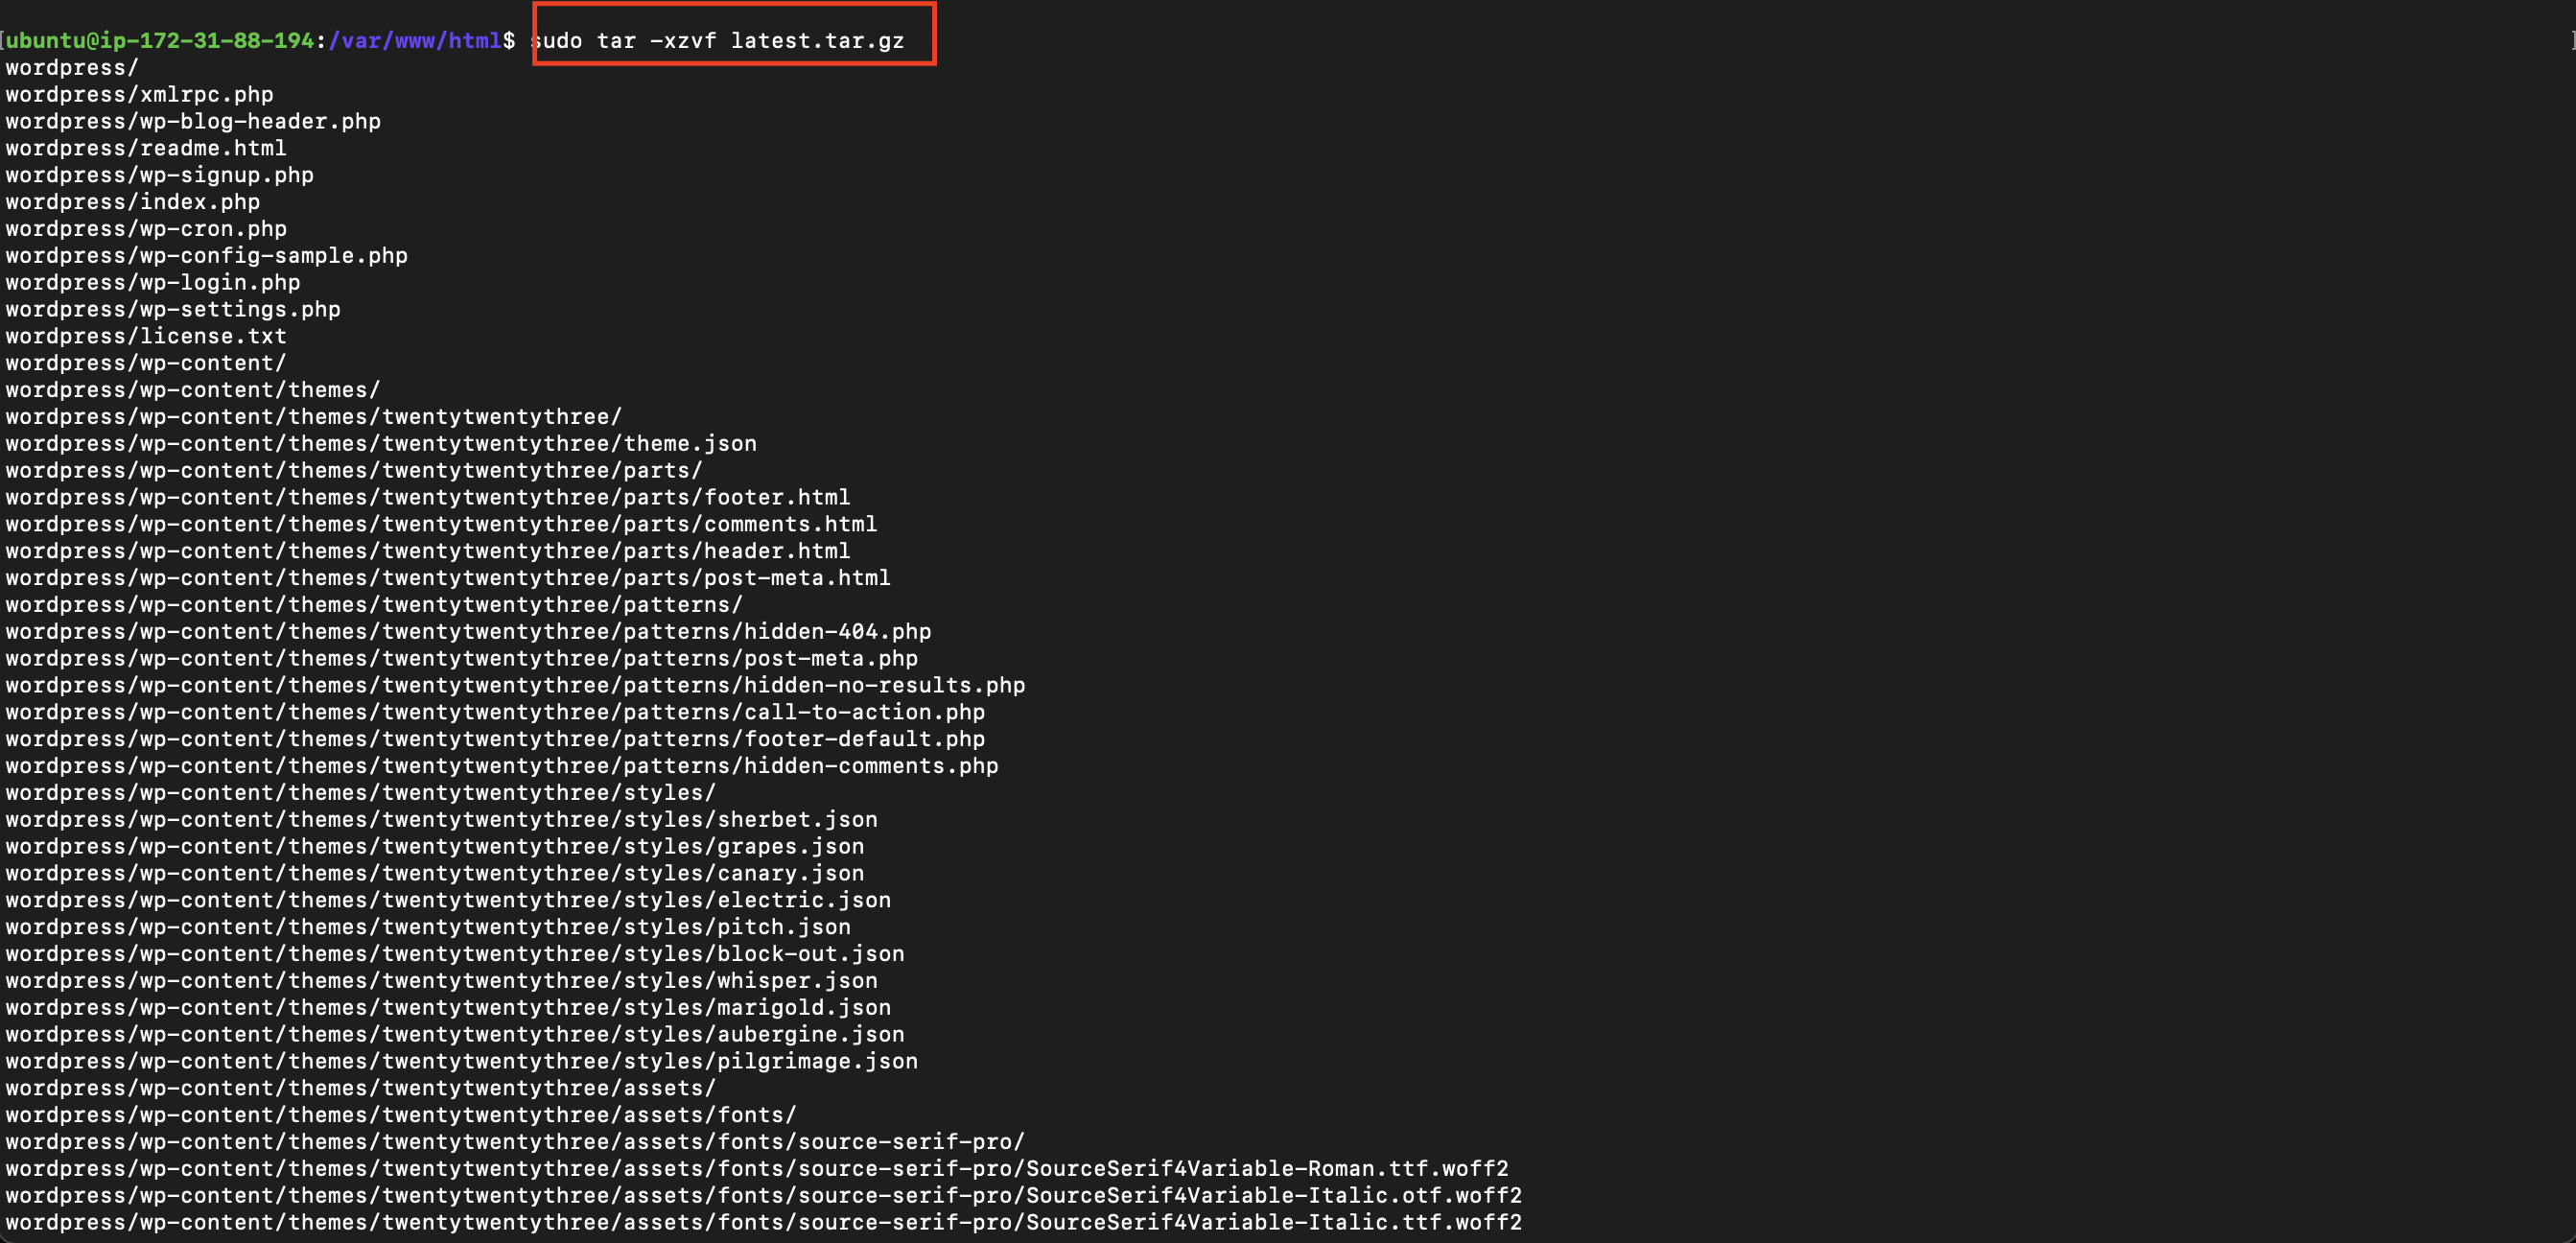 ubuntu@ip-172-31-88-194:/var/www/html$ sudo tar -xzvf latest.tar.gz
wordpress/
wordpress/xmlrpc.php
wordpress/wp-blog-header.php
wordpress/readme.html
wordpress/wp-signup.php
wordpress/index.php
wordpress/wp-cron.php
wordpress/wp-config-sample.php
wordpress/wp-login.php
wordpress/wp-settings.php
wordpress/license.txt
wordpress/wp-content/
wordpress/wp-content/themes/
wordpress/wp-content/themes/twentytwentythree/
wordpress/wp-content/themes/twentytwentythree/theme.json
wordpress/wp-content/themes/twentytwentythree/parts/
wordpress/wp-content/themes/twentytwentythree/parts/footer.html
wordpress/wp-content/themes/twentytwentythree/parts/comments.html
wordpress/wp-content/themes/twentytwentythree/parts/header.html
wordpress/wp-content/themes/twentytwentythree/parts/post-meta.html
wordpress/wp-content/themes/twentytwentythree/patterns/
wordpress/wp-content/themes/twentytwentythree/patterns/hidden-404.php
wordpress/wp-content/themes/twentytwentythree/patterns/post-meta.php
wordpress/wp-content/themes/twentytwentythree/patterns/hidden-no-results.php
wordpress/wp-content/themes/twentytwentythree/patterns/call-to-action.php
wordpress/wp-content/themes/twentytwentythree/patterns/footer-default.php
wordpress/wp-content/themes/twentytwentythree/patterns/hidden-comments.php
wordpress/wp-content/themes/twentytwentythree/styles/
wordpress/wp-content/themes/twentytwentythree/styles/sherbet.json
wordpress/wp-content/themes/twentytwentythree/styles/grapes.json
wordpress/wp-content/themes/twentytwentythree/styles/canary.json
wordpress/wp-content/themes/twentytwentythree/styles/electric.json
wordpress/wp-content/themes/twentytwentythree/styles/pitch.json
wordpress/wp-content/themes/twentytwentythree/styles/block-out.json
wordpress/wp-content/themes/twentytwentythree/styles/whisper.json
wordpress/wp-content/themes/twentytwentythree/styles/marigold.json
wordpress/wp-content/themes/twentytwentythree/styles/aubergine.json
wordpress/wp-content/themes/twentytwentythree/styles/pilgrimage.json
wordpress/wp-content/themes/twentytwentythree/assets/
wordpress/wp-content/themes/twentytwentythree/assets/fonts/
wordpress/wp-content/themes/twentytwentythree/assets/fonts/source-serif-pro/
wordpress/wp-content/themes/twentytwentythree/assets/fonts/source-serif-pro/SourceSerif4Variable-Roman.ttf.woff2
wordpress/wp-content/themes/twentytwentythree/assets/fonts/source-serif-pro/SourceSerif4Variable-Italic.otf.woff2
wordpress/wp-content/themes/twentytwentythree/assets/fonts/source-serif-pro/SourceSerif4Variable-Italic.ttf.woff2